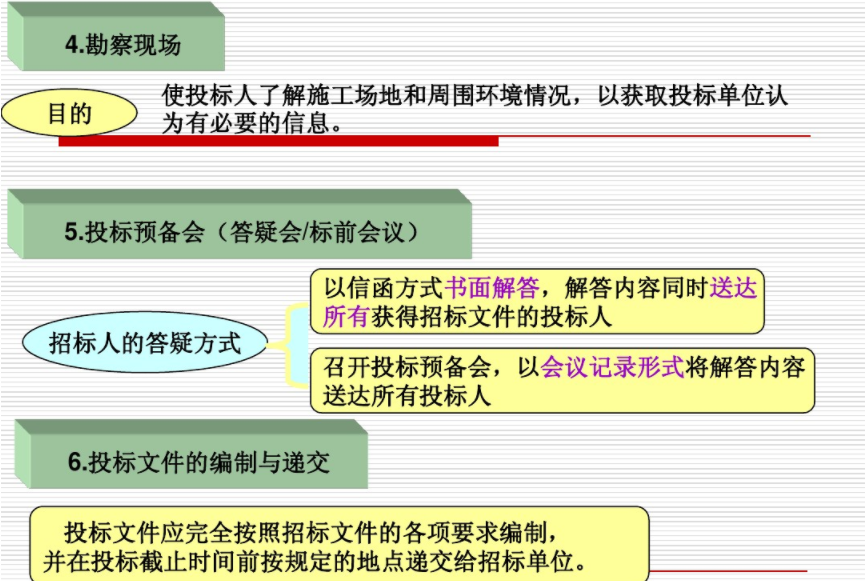 4.勘察现场
目的
使投标人了解施工场地和周围环境情况，以获取投标单位认
为有必要的信息。
5.投标预备会（答疑会/标前会议）
招标人的答疑方式
以信函方式书面解答，解答内容同时送达
所有获得招标文件的投标人
召开投标预备会，以会议记录形式将解答内容
送达所有投标人
6.投标文件的编制与递交
投标文件应完全按照招标文件的各项要求编制，
并在投标截止时间前按规定的地点递交给招标单位。